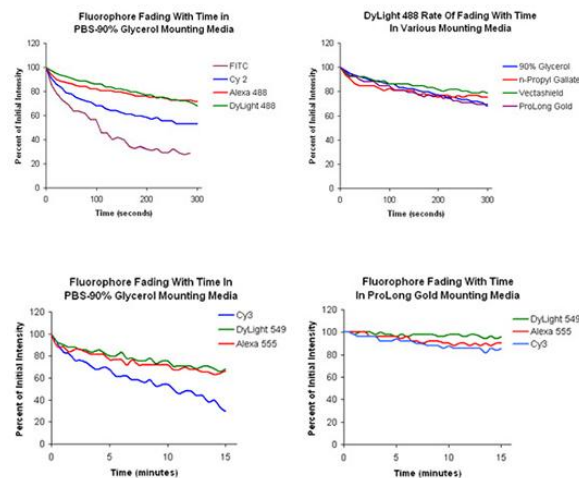 Fluorophore Fading With Time in
PBS-90% Glycerol Mounting Media
Percent of Initial Intensity
120
100
80
60
40
20
0
0
100
200
300
Time (seconds)
FITC
Cy 2
Alexa 488
DyLight 488
DyLight 488 Rate Of Fading With Time
In Various Mounting Media
Percent of Initial Intensity
120
100
80
60
40
20
0
0
100
200
300
Time (seconds)
90% Glycerol
n-Propyl Gallate
Vectashield
ProLong Gold
Fluorophore Fading With Time In
PBS-90% Glycerol Mounting Media
Percent of Initial Intensity
120
100
80
60
40
20
0
0
5
10
15
Time (minutes)
Cy3
DyLight 549
Alexa 555
Fluorophore Fading With Time
In ProLong Gold Mounting Media
Percent of Initial Intensity
120
100
80
60
40
20
0
0
5
10
15
Time (minutes)
DyLight 549
Alexa 555
Cy3